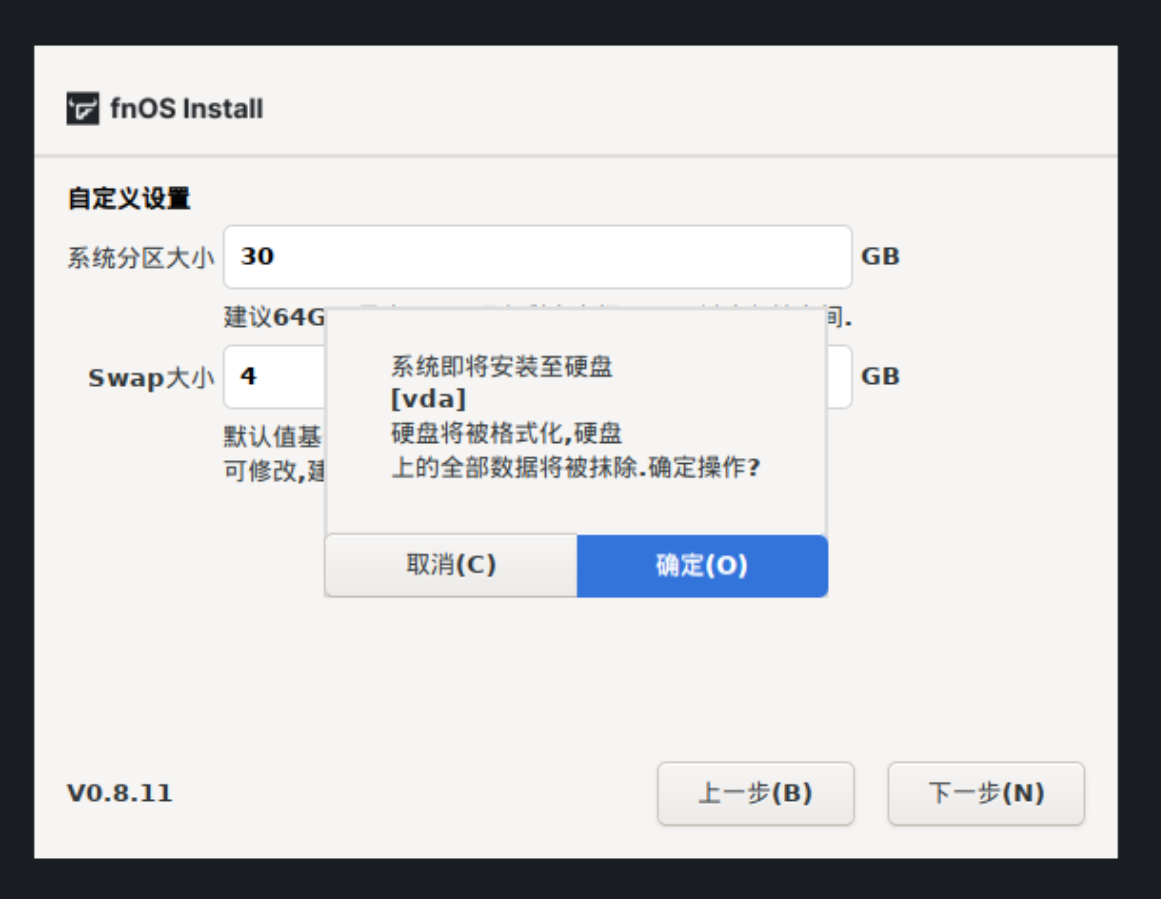 fnOS Install
自定义设置
系统分区大小 30 GB
建议64G 间.
Swap大小 4 GB
默认值基
可修改,建
系统即将安装至硬盘
[vda]
硬盘将被格式化,硬盘
上的全部数据将被抹除.确定操作?
取消(C) 确定(O)
V0.8.11 上一步(B) 下一步(N)